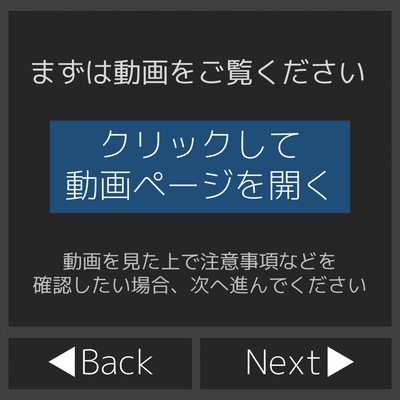 まずは動画をご覧ください
クリックして
動画ページを開く
動画を見た上で注意事項などを
確認したい場合、次へ進んでください
◀Back
Next▶